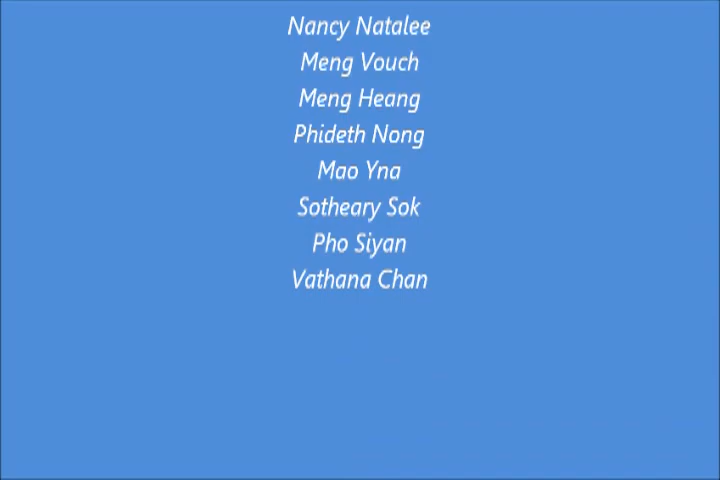 Nancy Natalee
Meng Vouch
Meng Heang
Phideth Nong
Mao Yna
Sotheary Sok
Pho Siyan
Vathana Chan